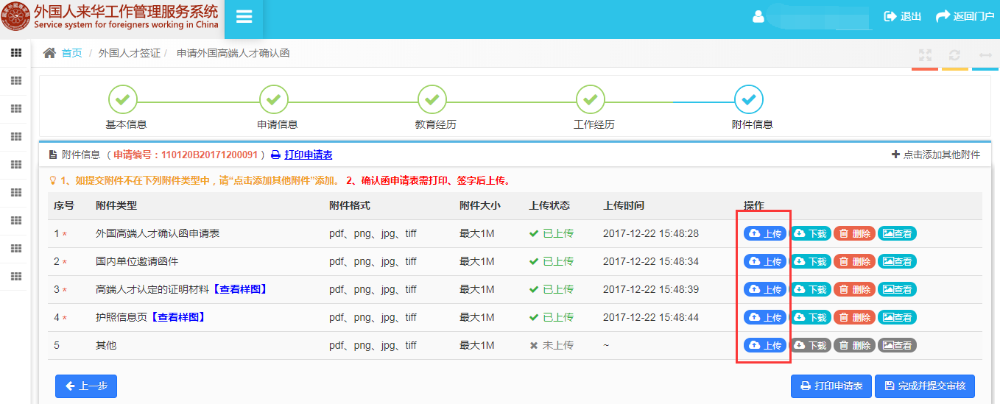 外国人来华工作管理服务系统
Service system for foreigners working in China
退出 返回门户
首页 / 外国人才签证 / 申请外国高端人才确认函
基本信息 申请信息 教育经历 工作经历 附件信息
附件信息 （申请编号：110120B20171200091） 打印申请表 点击添加其他附件
1、如提交附件不在下列附件类型中，请“点击添加其他附件”添加。 2、确认函申请表需打印、签字后上传。
序号 附件类型 附件格式 附件大小 上传状态 上传时间 操作
1 * 外国高端人才确认函申请表 pdf、png、jpg、tiff 最大1M 已上传 2017-12-22 15:48:28 上传 下载 删除 查看
2 * 国内单位邀请函件 pdf、png、jpg、tiff 最大1M 已上传 2017-12-22 15:48:34 上传 下载 删除 查看
3 * 高端人才认定的证明材料【查看样图】 pdf、png、jpg、tiff 最大1M 已上传 2017-12-22 15:48:39 上传 下载 删除 查看
4 * 护照信息页【查看样图】 pdf、png、jpg、tiff 最大1M 已上传 2017-12-22 15:48:44 上传 下载 删除 查看
5 其他 pdf、png、jpg、tiff 最大1M 未上传 ~ 上传 下载 删除 查看
上一步 打印申请表 完成并提交审核